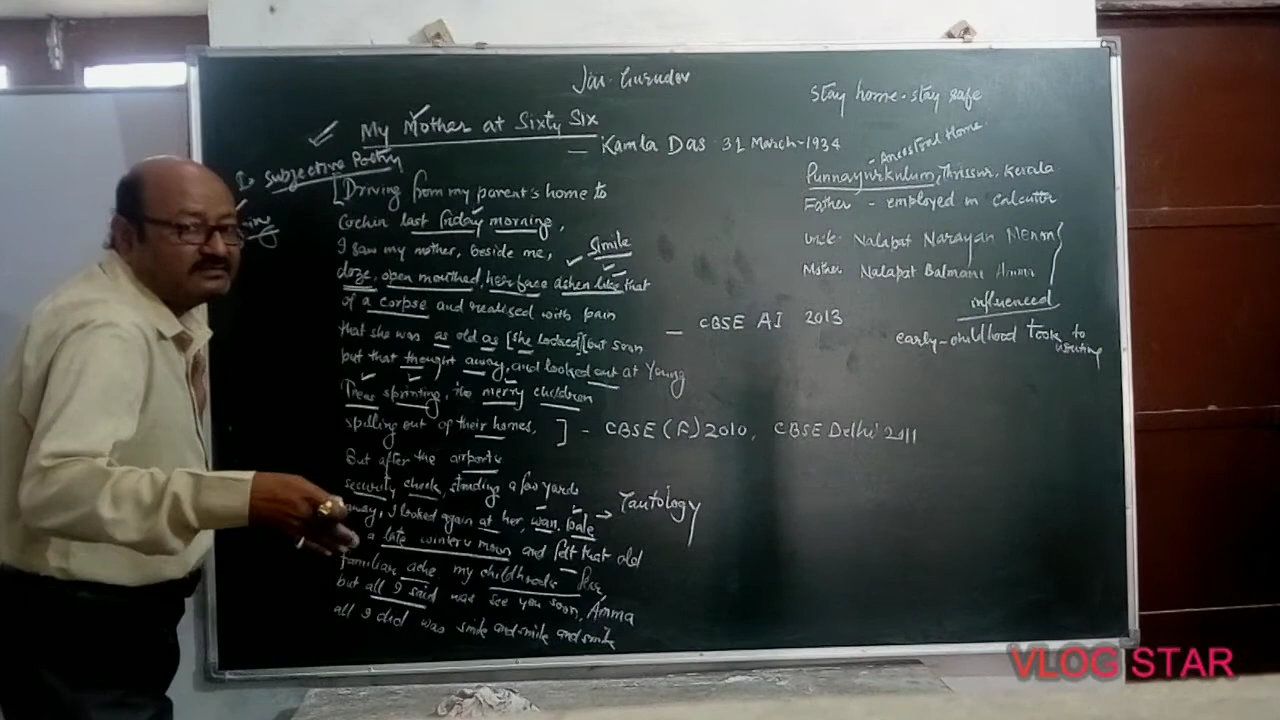 Jai Gurudev
Stay home - stay safe
My Mother at Sixty Six
— Kamla Das 31 March-1934
I> Subjective Poetry
[Driving from my parent's home to
Cochin last friday morning,
I saw my mother, beside me,
Simile
doze, open mouthed, her face ashen like that
of a corpse and realised with pain
that she was as old as [she looked] [but soon
but that thought away, and looked out at young
Trees sprinting, the merry children
spilling out of their homes, ] - CBSE (F) 2010, CBSE Delhi 2011
But after the airports
security check, standing a few yards
away, I looked again at her, wan, pale → Tautology
a late winter's moon and felt that old
familiar ache, my childhoods fear
but all I said was see you soon, Amma
all I did was smile and smile and smile
— CBSE AI 2013
- Ancestral Home
Punnayurkulum, Thrissur, Kerala
Father - employed in Calcutta
Uncle- Nalapat Narayan Menon
Mother Nalapat Balmani Amma
influenced
early-childhood took to
writing
VLOG STAR